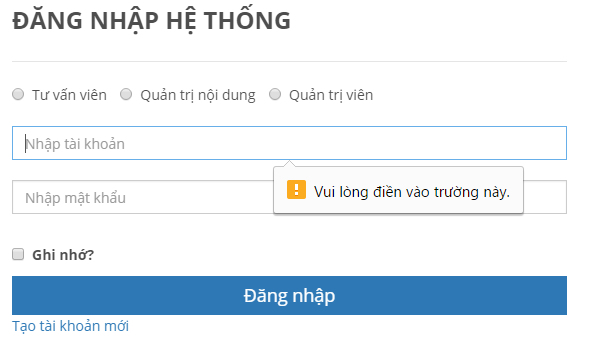 ĐĂNG NHẬP HỆ THỐNG
Tư vấn viên Quản trị nội dung Quản trị viên
Nhập tài khoản
Vui lòng điền vào trường này.
Nhập mật khẩu
Ghi nhớ?
Đăng nhập
Tạo tài khoản mới